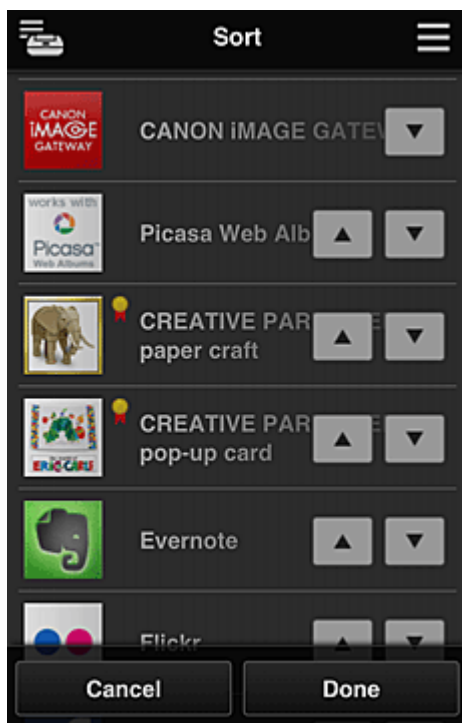 Sort
CANON
iMAGE
GATEWAY
CANON iMAGE GATEW
works with
Picasa™
Web Albums
Picasa Web Alb
CREATIVE PAR
paper craft
ERIC CARLE
CREATIVE PAR
pop-up card
Evernote
Flickr
Cancel
Done